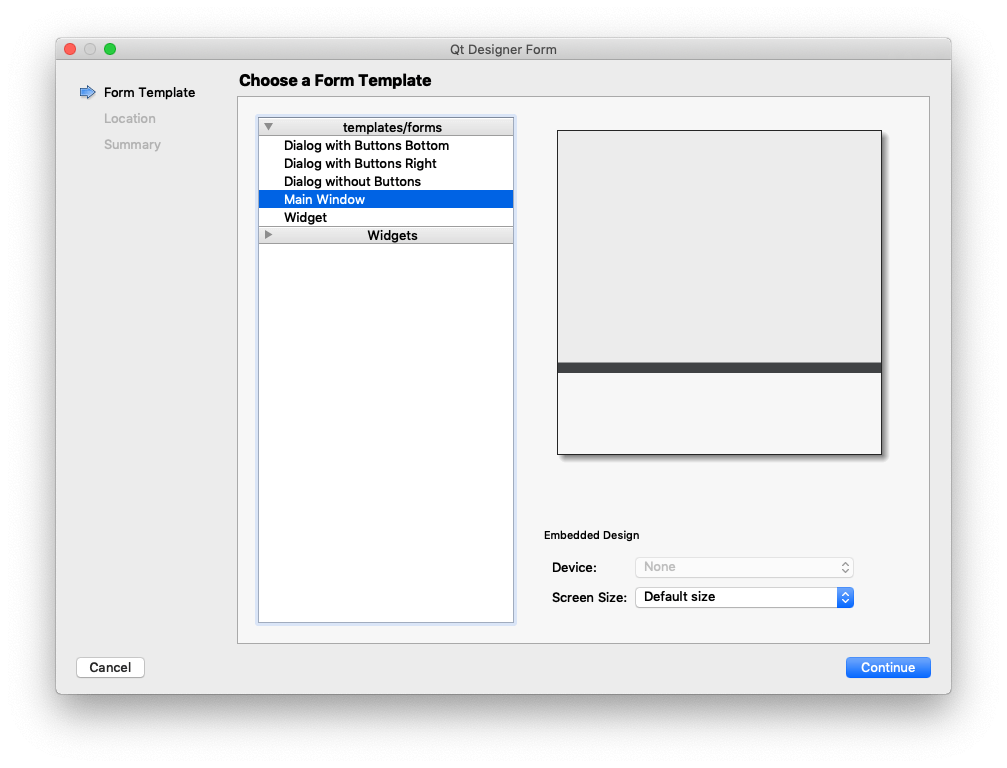 Qt Designer Form
Form Template
Location
Summary
Choose a Form Template
templates/forms
Dialog with Buttons Bottom
Dialog with Buttons Right
Dialog without Buttons
Main Window
Widget
Widgets
Embedded Design
Device: None
Screen Size: Default size
Cancel
Continue